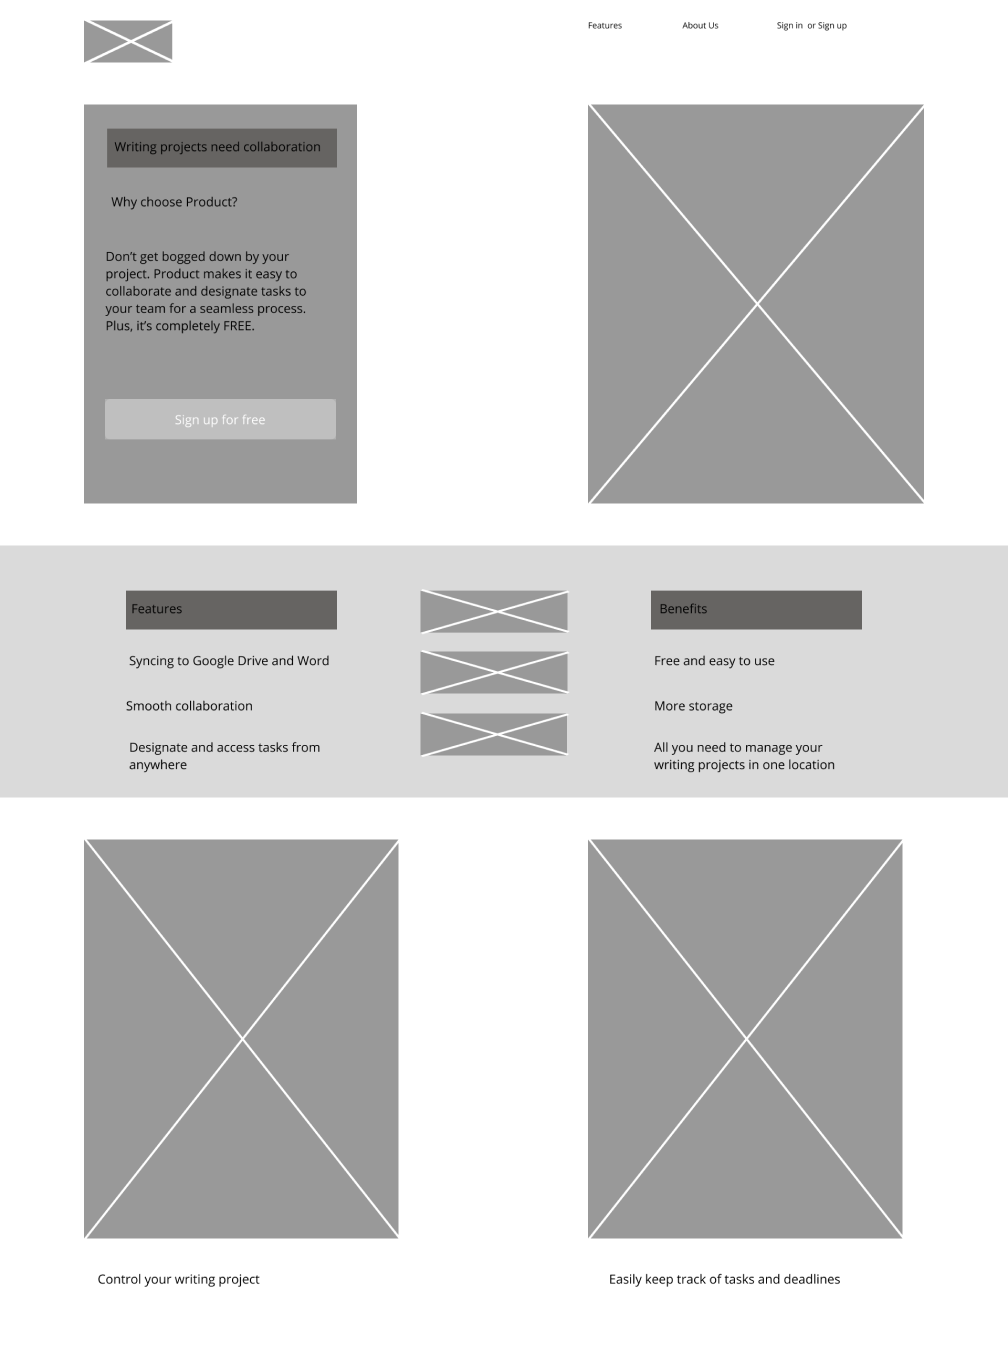 Features About Us Sign in or Sign up
Writing projects need collaboration
Why choose Product?
Don’t get bogged down by your
project. Product makes it easy to
collaborate and designate tasks to
your team for a seamless process.
Plus, it’s completely FREE.
Sign up for free
Features
Syncing to Google Drive and Word
Smooth collaboration
Designate and access tasks from
anywhere
Benefits
Free and easy to use
More storage
All you need to manage your
writing projects in one location
Control your writing project
Easily keep track of tasks and deadlines